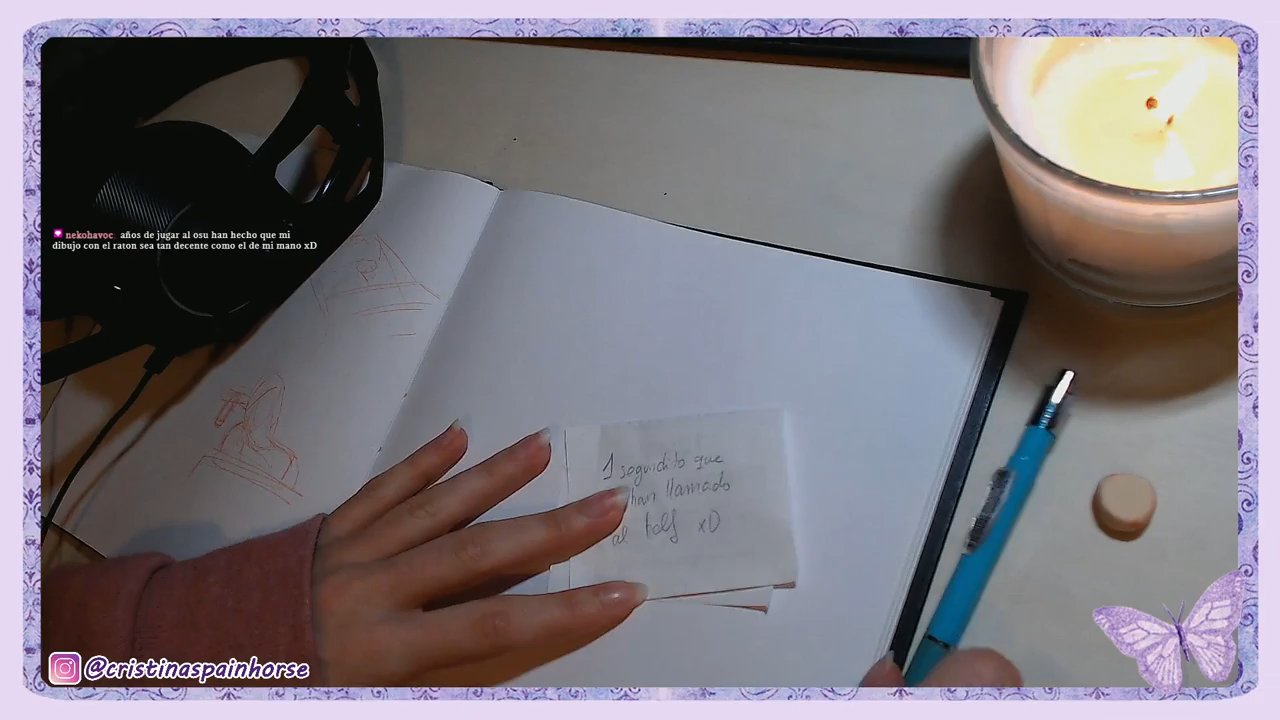 nekohavoc: años de jugar al osu han hecho que mi
dibujo con el raton sea tan decente como el de mi mano xD
1 seguidito que
han llamado
al telf xD
@cristinaspainhorse